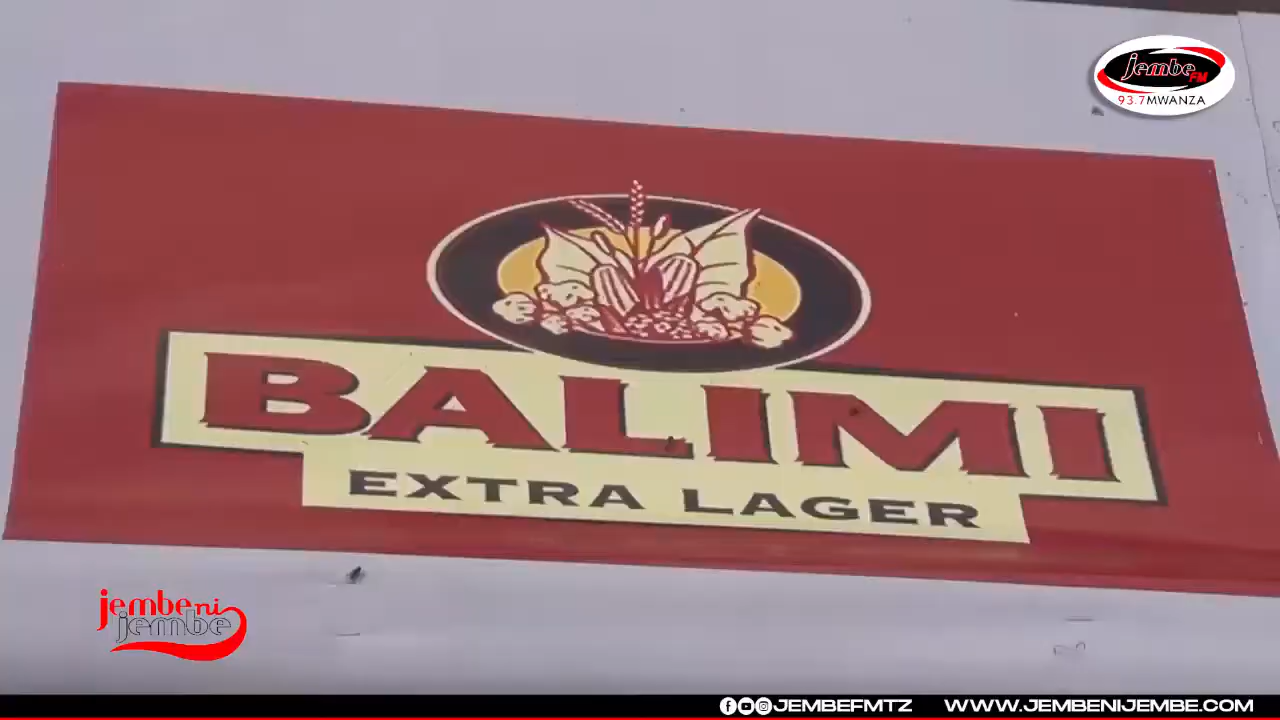 jembe FM
93.7 MWANZA
BALIMI
EXTRA LAGER
jembe ni
jembe
JEMBEFMTZ
WWW.JEMBENIJEMBE.COM